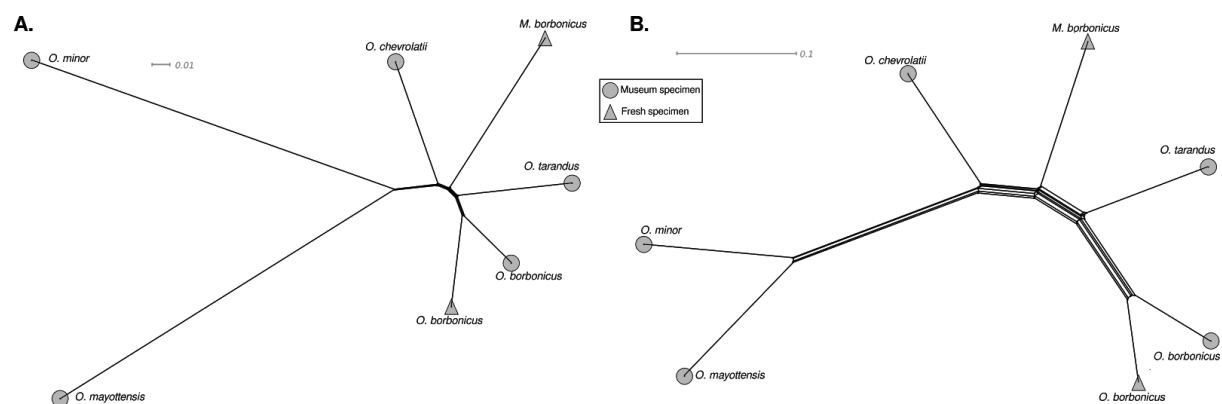 A.
O. minor
0.01
O. chevrolatii
M. borbonicus
O. tarandus
O. borbonicus
O. borbonicus
O. mayottensis
Museum specimen
Fresh specimen
B.
0.1
M. borbonicus
O. chevrolatii
O. tarandus
O. minor
O. mayottensis
O. borbonicus
O. borbonicus